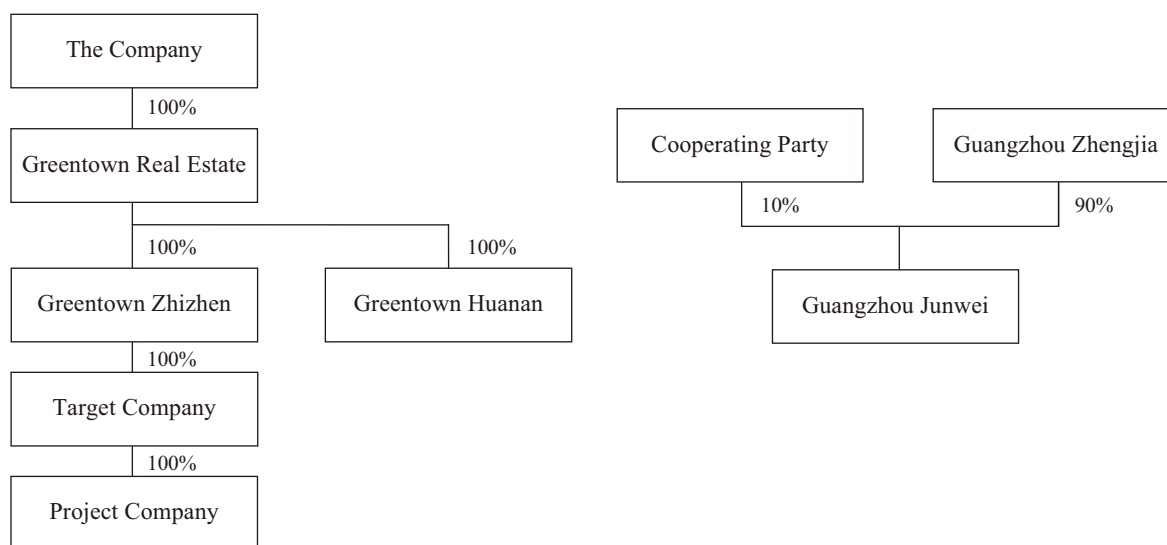 The Company
100%
Greentown Real Estate
100%
100%
Greentown Zhizhen
Greentown Huanan
100%
Target Company
100%
Project Company
Cooperating Party
Guangzhou Zhengjia
10%
90%
Guangzhou Junwei